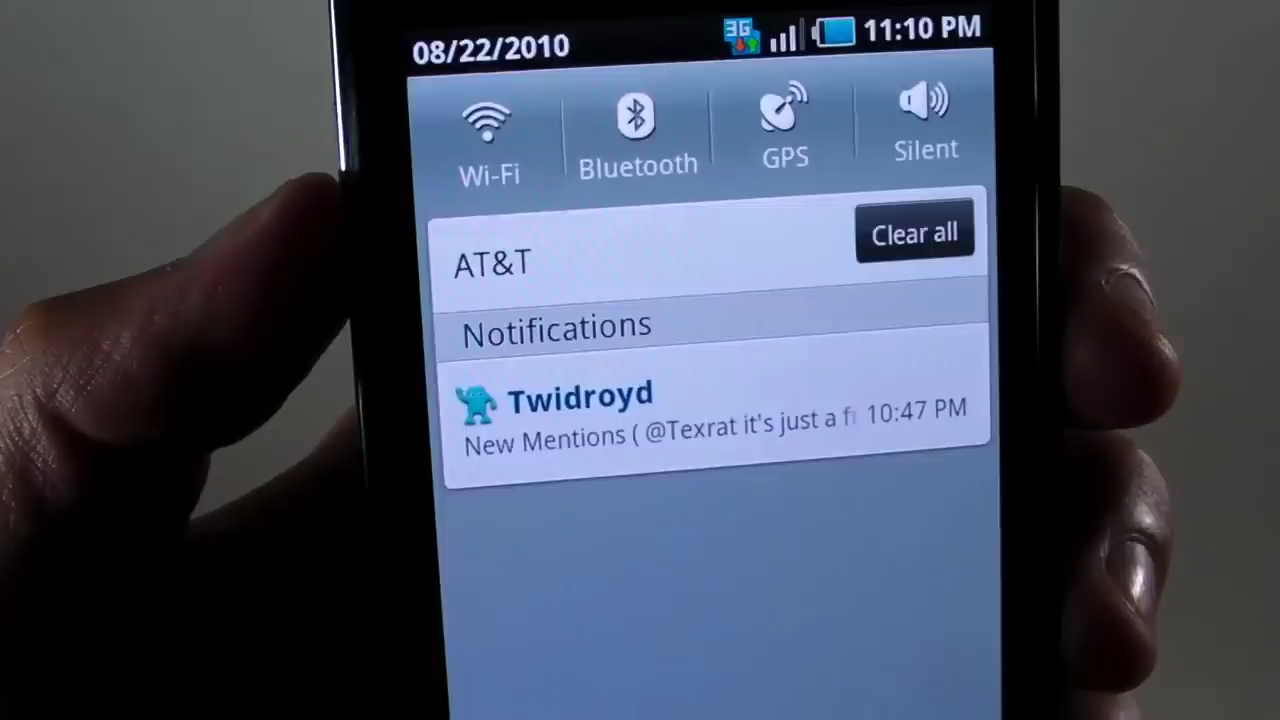 08/22/2010 3G 11:10 PM
Wi-Fi Bluetooth GPS Silent
AT&T Clear all
Notifications
Twidroyd
New Mentions ( @Texrat it's just a 10:47 PM